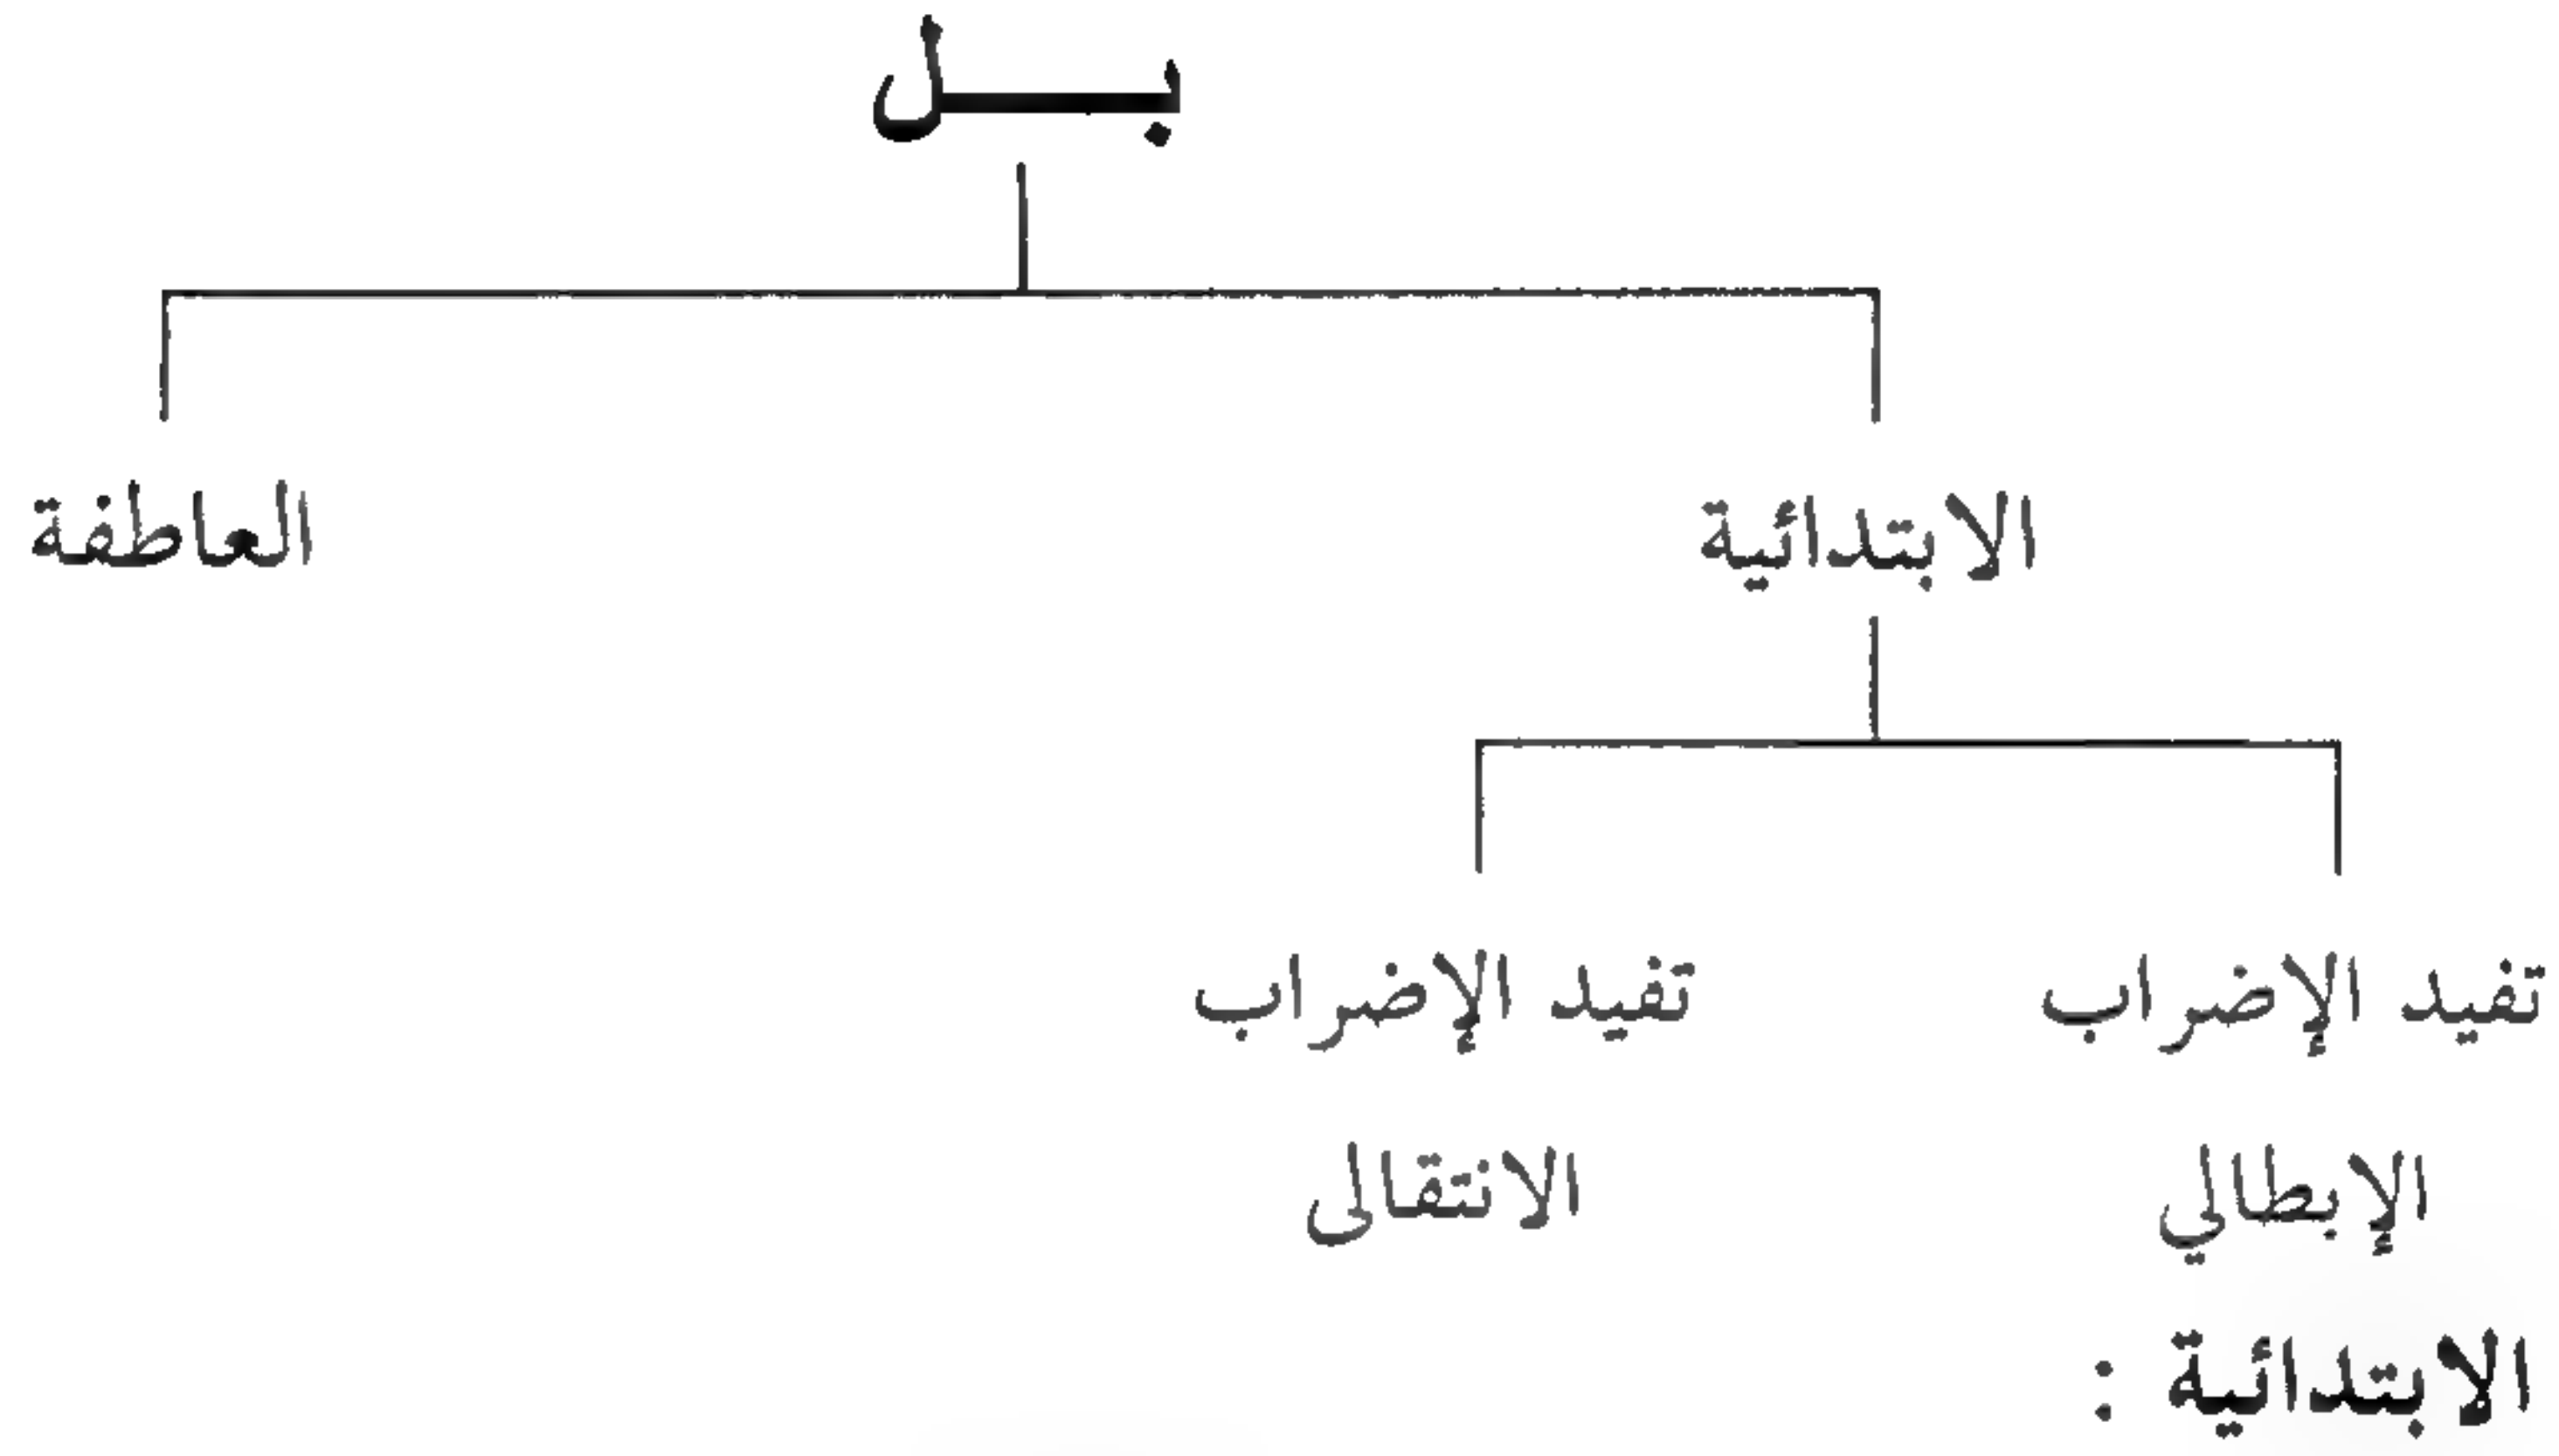 بـــل
الابتدائية العاطفة
تفيد الإضراب تفيد الإضراب
الإبطالي الانتقالى
الابتدائية :